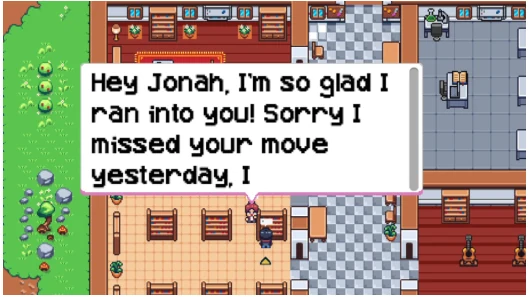 Hey Jonah, I'm so glad I
ran into you! Sorry I
missed your move
yesterday, I